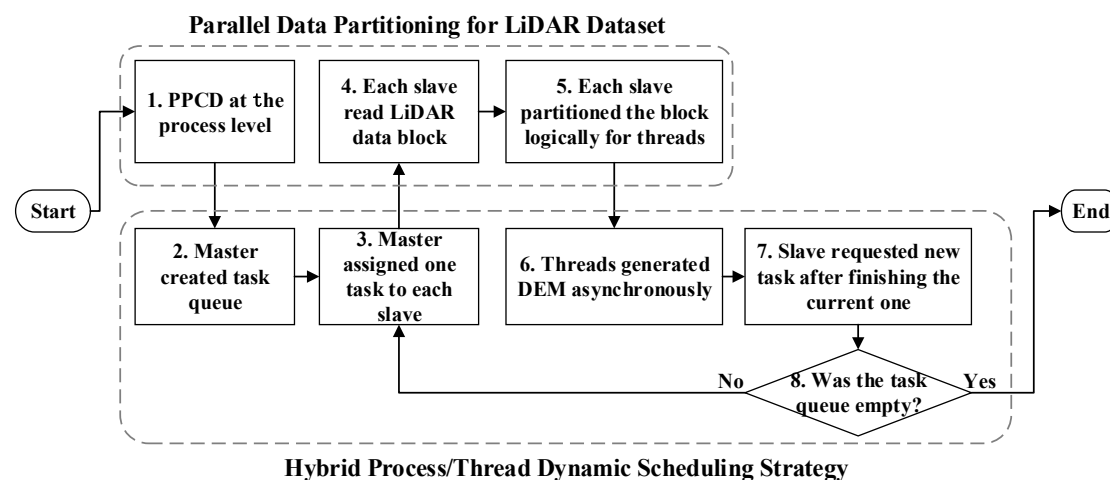 Parallel Data Partitioning for LiDAR Dataset
1. PPCD at the
process level
4. Each slave
read LiDAR
data block
5. Each slave
partitioned the
block logically
for threads
Start
End
2. Master
created task
queue
3. Master
assigned one
task to each
slave
6. Threads generated
DEM asynchronously
7. Slave requested new
task after finishing the
current one
No
8. Was the task
queue empty?
Yes
Hybrid Process/Thread Dynamic Scheduling Strategy